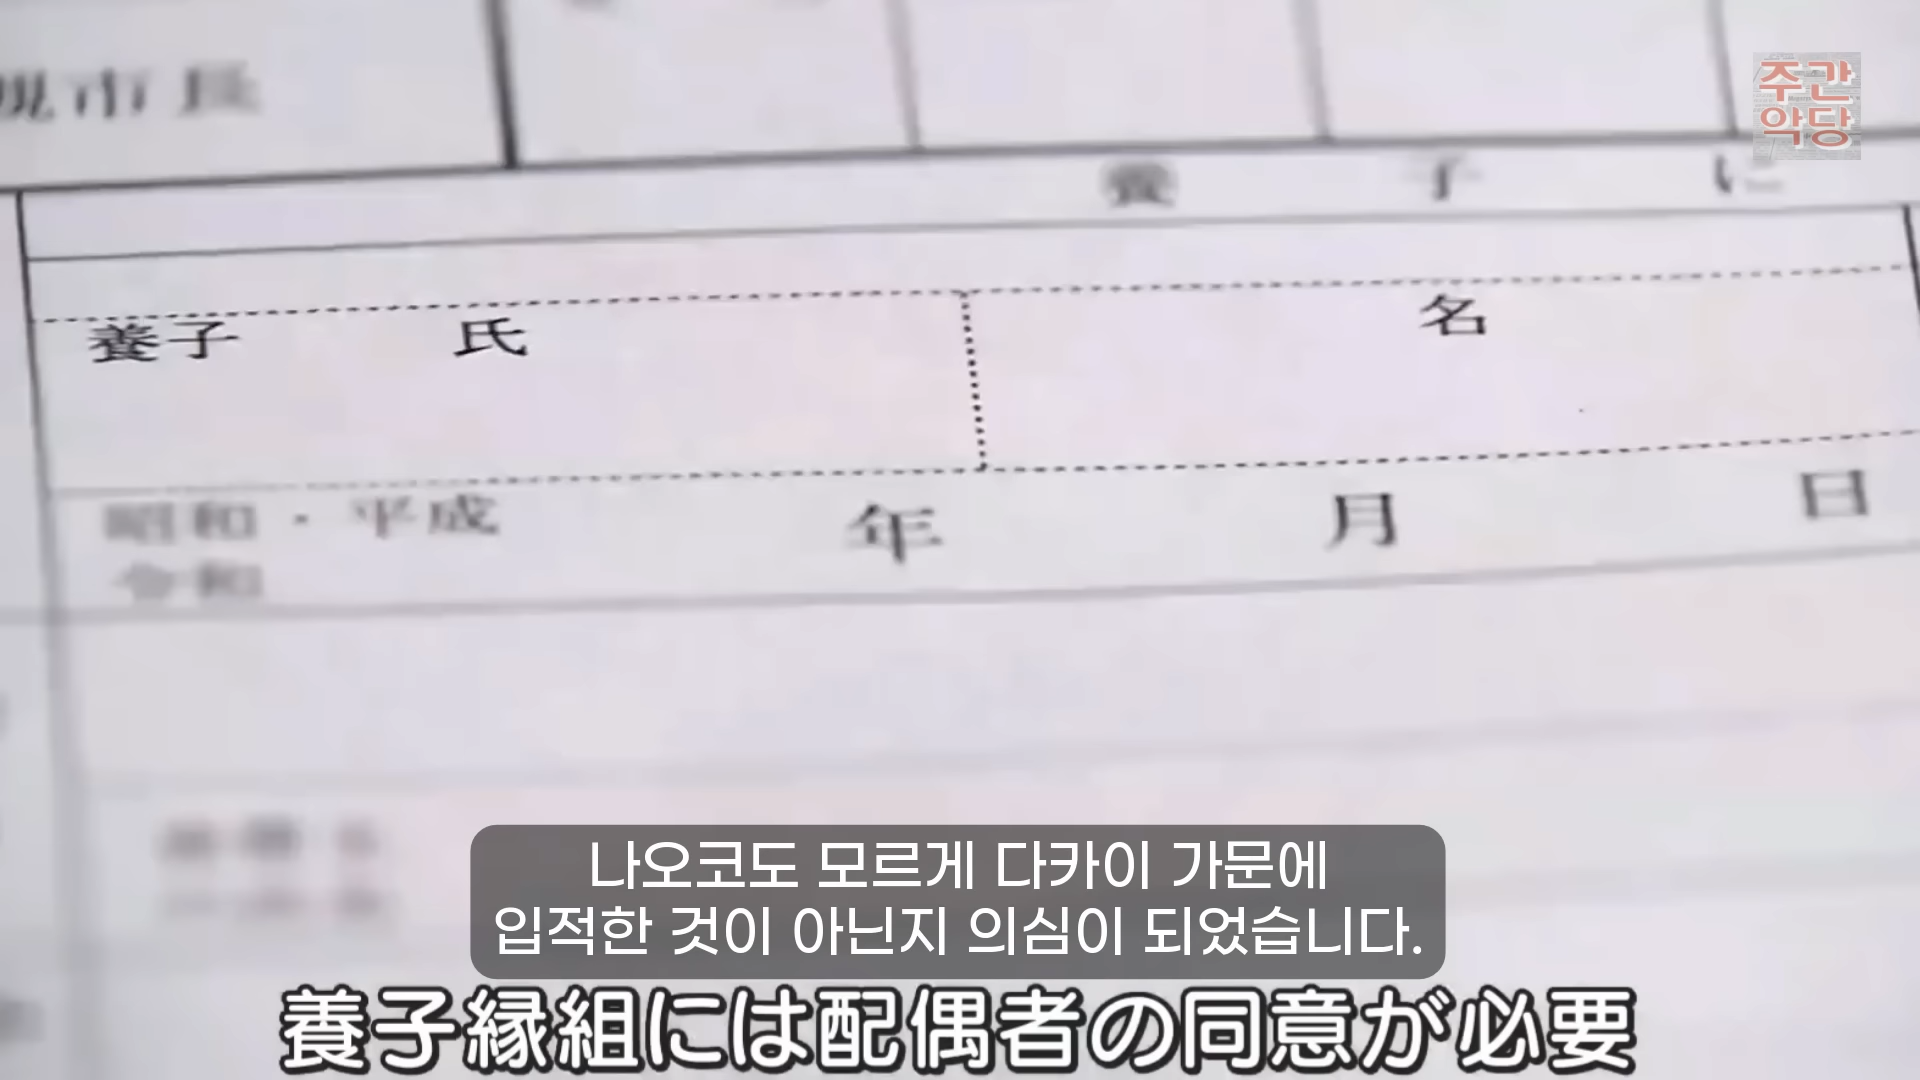 市長
주간
악당
養子に
養子 氏 名
昭和・平成 年 月 日
令和
나오코도 모르게 다카이 가문에
입적한 것이 아닌지 의심이 되었습니다.
養子縁組には配偶者の同意が必要